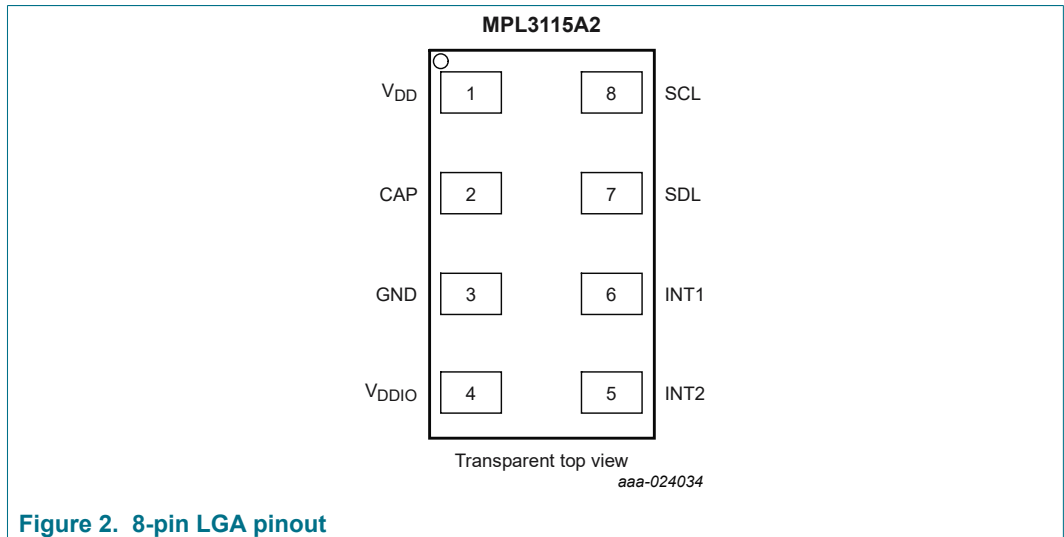 MPL3115A2
VDD 1 8 SCL
CAP 2 7 SDL
GND 3 6 INT1
VDDIO 4 5 INT2
Transparent top view
aaa-024034
Figure 2. 8-pin LGA pinout